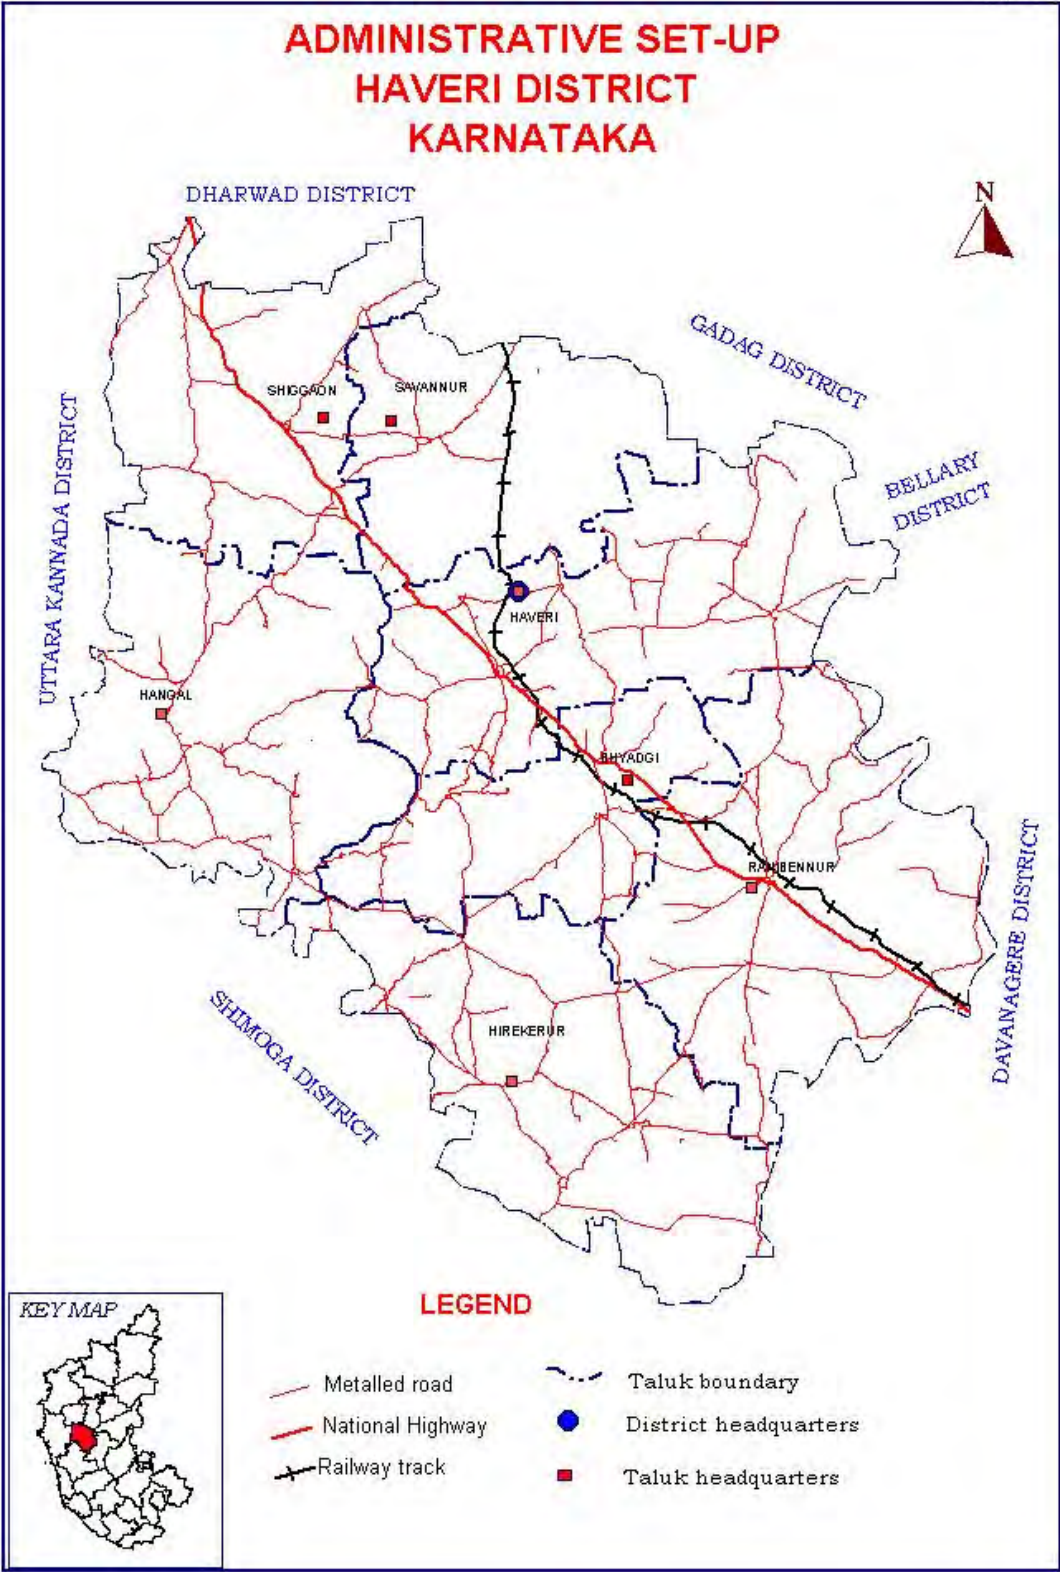 ADMINISTRATIVE SET-UP
HAVERI DISTRICT
KARNATAKA
DHARWAD DISTRICT
N
GADAG DISTRICT
BELLARY
DISTRICT
UTTARA KANNADA DISTRICT
SHIGGAON
SAVANNUR
HAVERI
HANGAL
BHYADGI
RANIBENNUR
DAVANAGERE DISTRICT
SHIMOGA DISTRICT
HIREKERUR
LEGEND
KEY MAP
Metalled road
National Highway
Railway track
Taluk boundary
District headquarters
Taluk headquarters